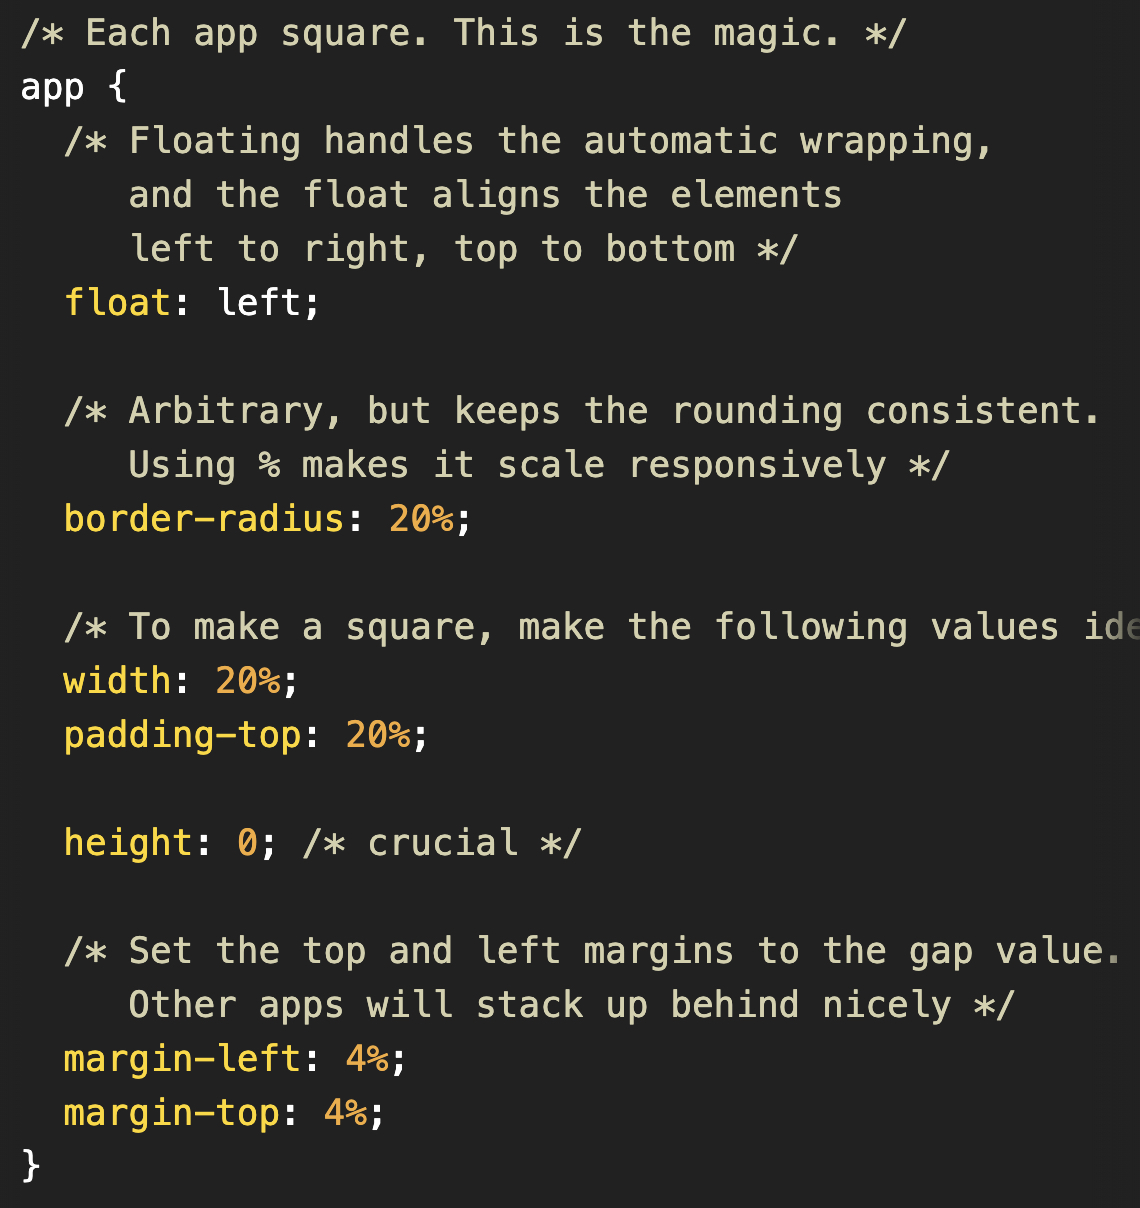 /* Each app square. This is the magic. */
app {
/* Floating handles the automatic wrapping,
and the float aligns the elements
left to right, top to bottom */
float: left;
/* Arbitrary, but keeps the rounding consistent.
Using % makes it scale responsively */
border-radius: 20%;
/* To make a square, make the following values
width: 20%;
padding-top: 20%;
height: 0; /* crucial */
/* Set the top and left margins to the gap value.
Other apps will stack up behind nicely */
margin-left: 4%;
margin-top: 4%;
}